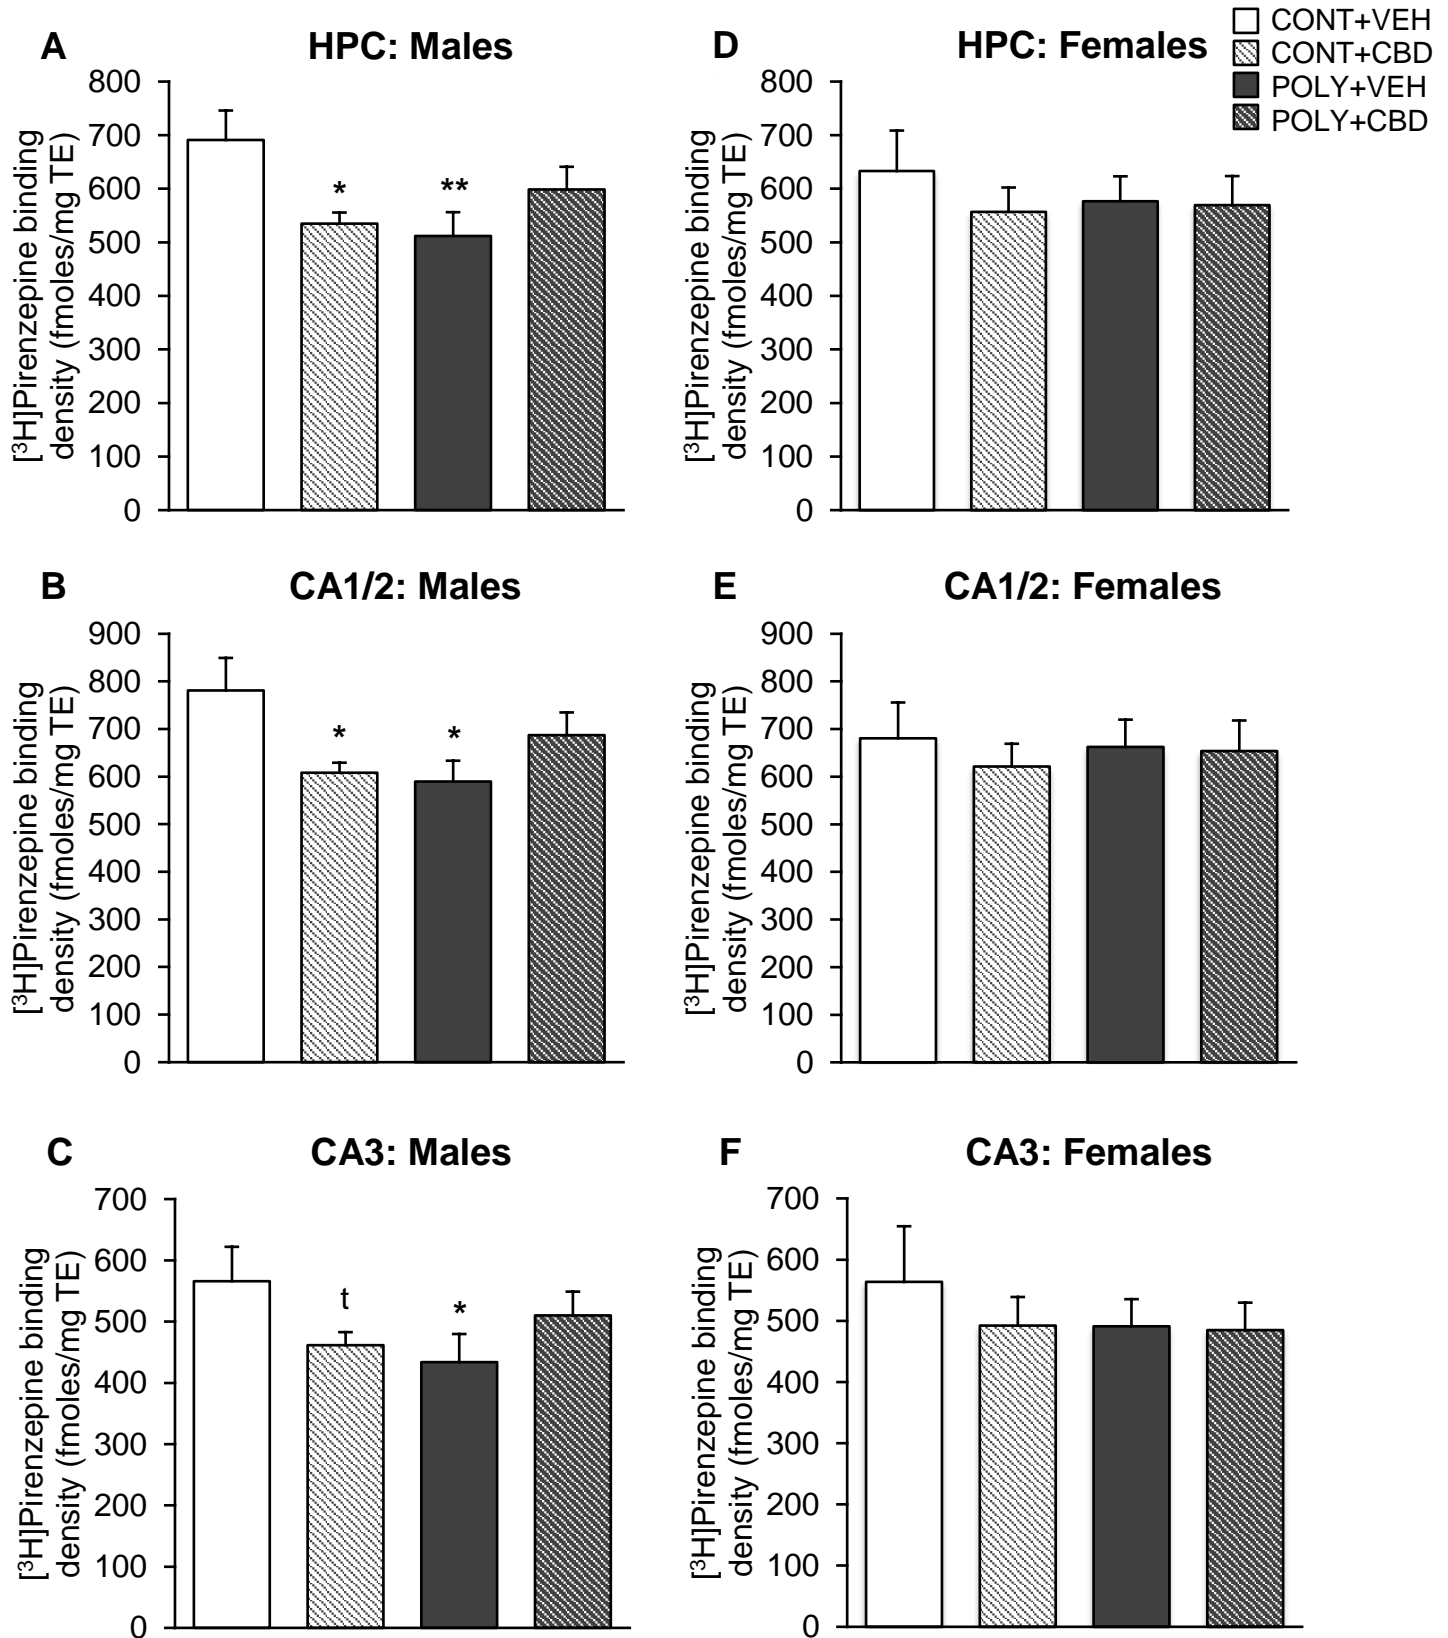 CONT+VEH
CONT+CBD
POLY+VEH
POLY+CBD
A
HPC: Males
[³H]Pirenzepine binding
density (fmoles/mg TE)
800
700
600
500
400
300
200
100
0
*
**
D
HPC: Females
[³H]Pirenzepine binding
density (fmoles/mg TE)
800
700
600
500
400
300
200
100
0
B
CA1/2: Males
[³H]Pirenzepine binding
density (fmoles/mg TE)
900
800
700
600
500
400
300
200
100
0
*
*
E
CA1/2: Females
[³H]Pirenzepine binding
density (fmoles/mg TE)
900
800
700
600
500
400
300
200
100
0
C
CA3: Males
[³H]Pirenzepine binding
density (fmoles/mg TE)
700
600
500
400
300
200
100
0
t
*
F
CA3: Females
[³H]Pirenzepine binding
density (fmoles/mg TE)
700
600
500
400
300
200
100
0